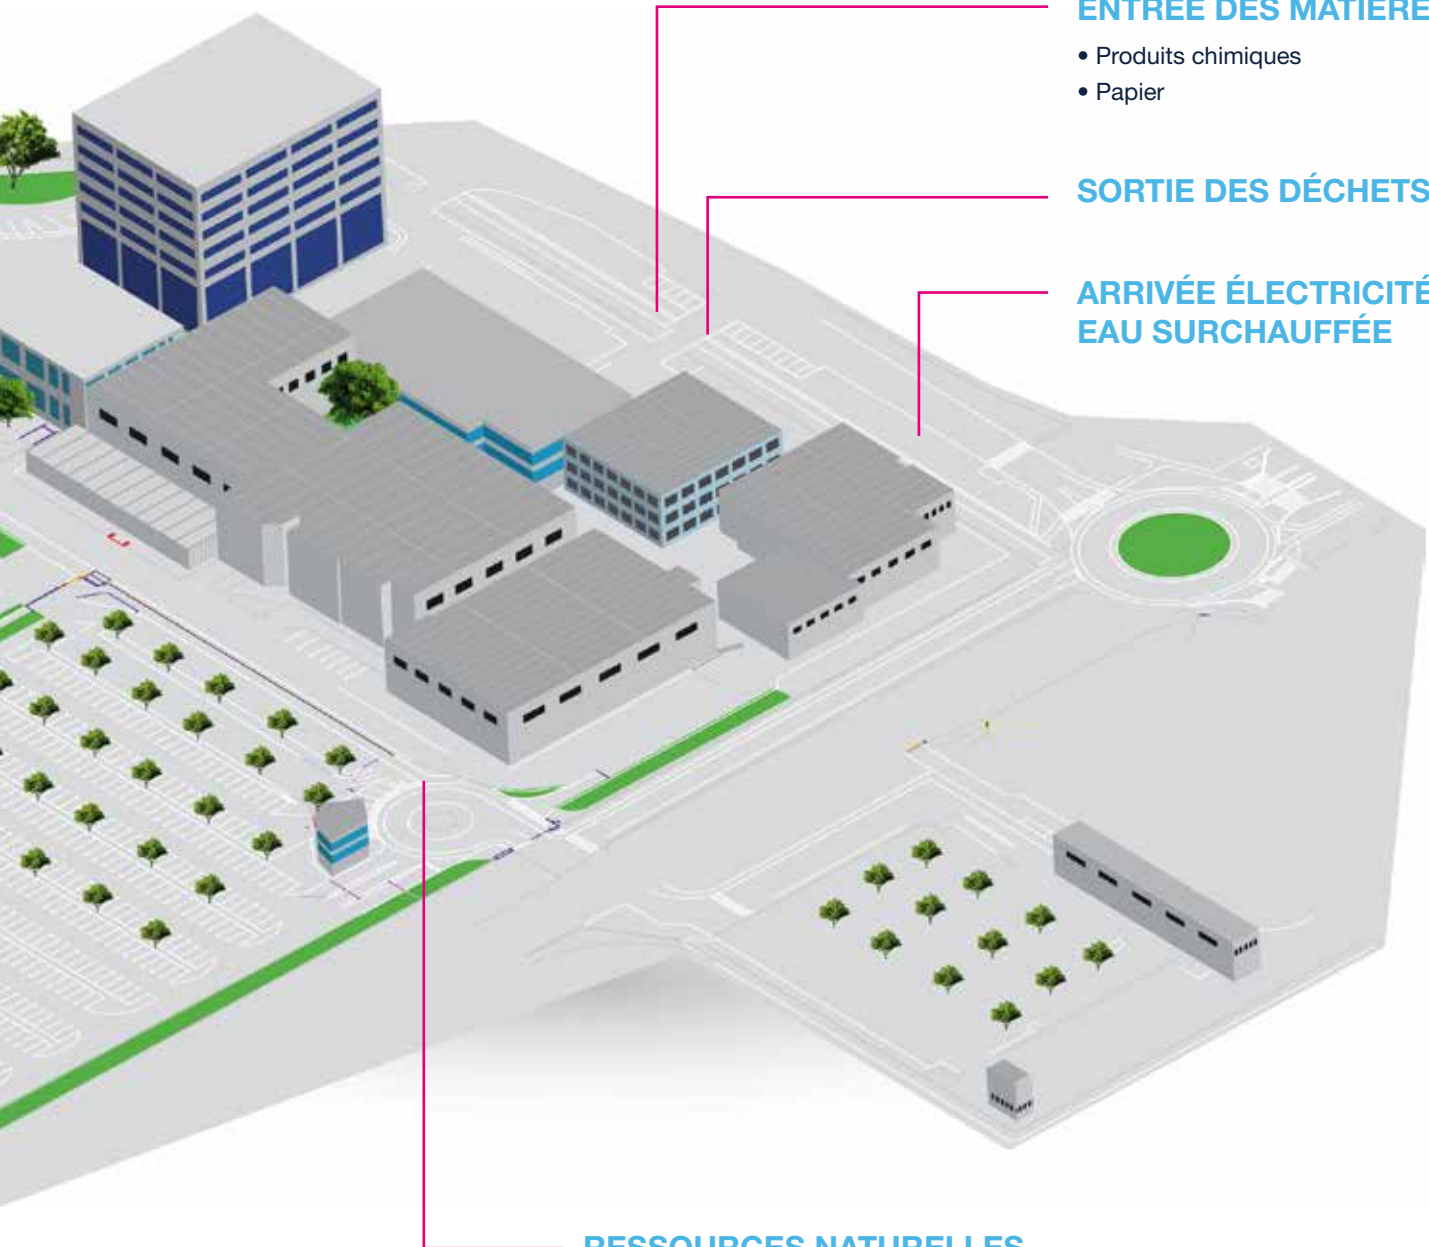 ENTRÉE DES MATIÈRE
• Produits chimiques
• Papier
SORTIE DES DÉCHETS
ARRIVÉE ÉLECTRICITÉ
EAU SURCHAUFFÉE
RESSOURCES NATURELLES